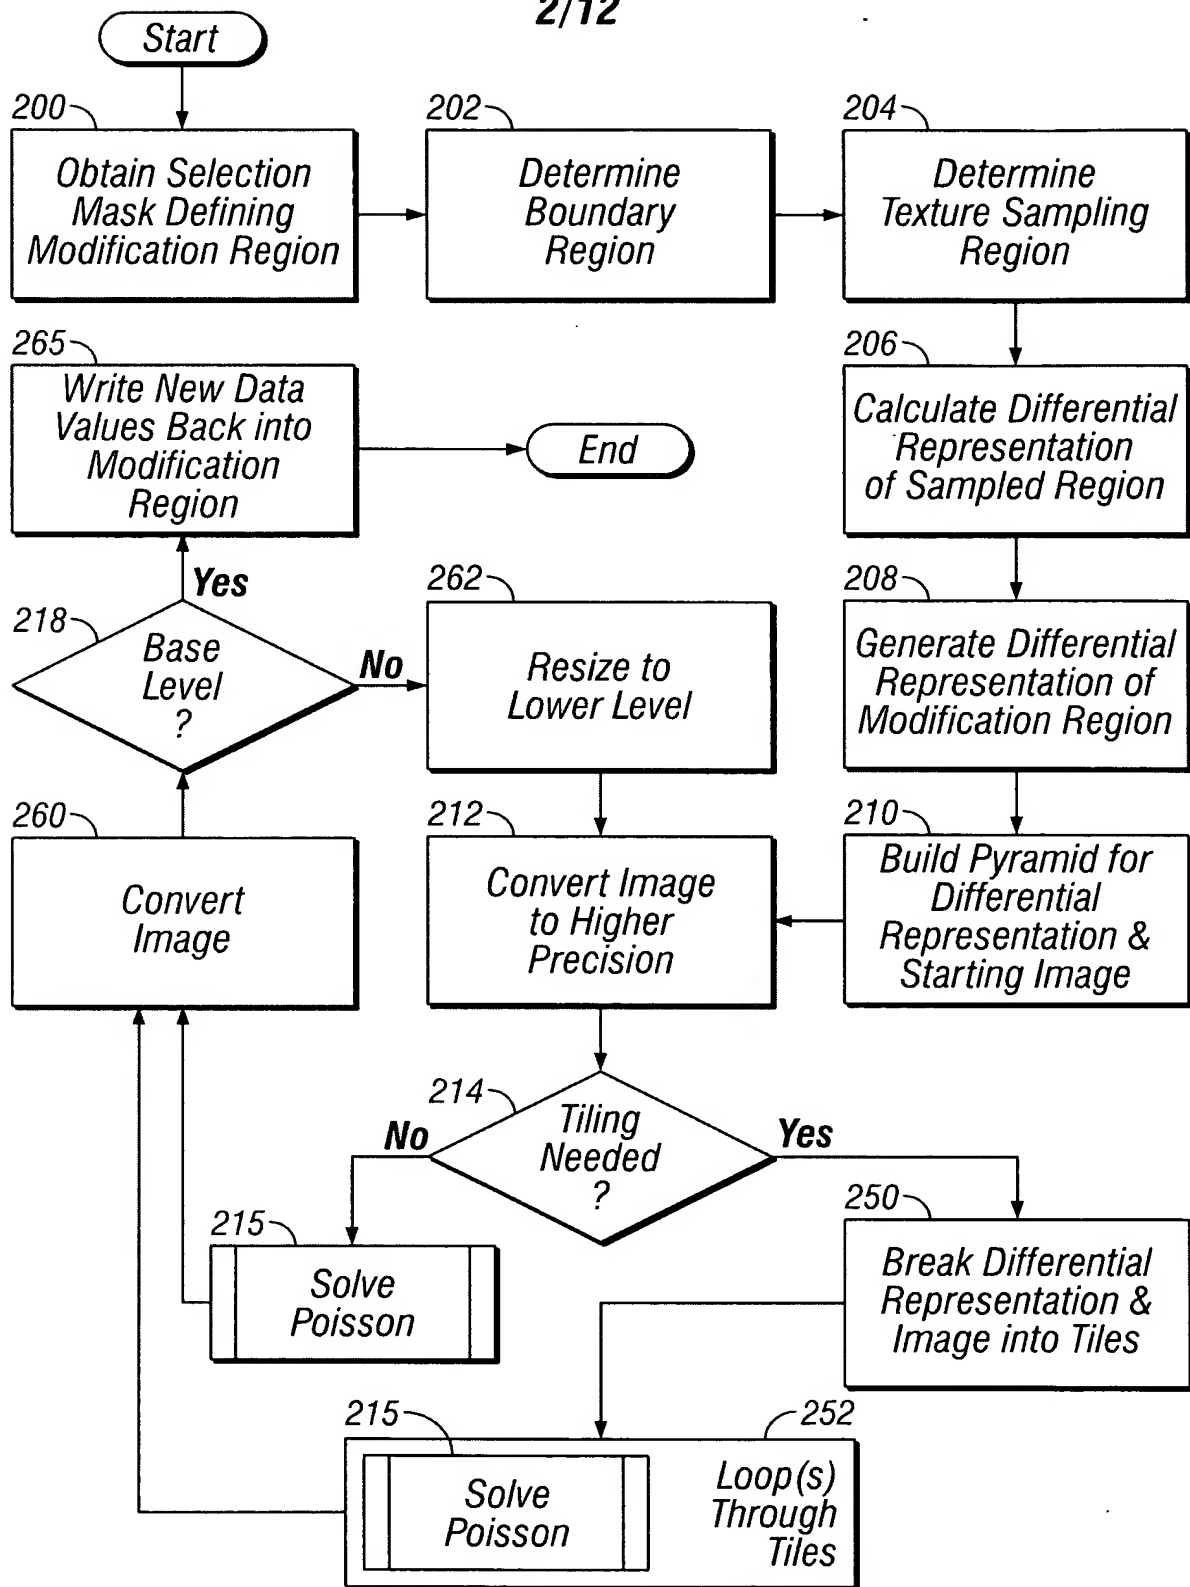 2/12
Start
200
Obtain Selection
Mask Defining
Modification Region
202
Determine
Boundary
Region
204
Determine
Texture Sampling
Region
265
Write New Data
Values Back into
Modification
Region
End
206
Calculate Differential
Representation
of Sampled Region
Yes
218
Base
Level
?
No
262
Resize to
Lower Level
208
Generate Differential
Representation of
Modification Region
260
Convert
Image
212
Convert Image
to Higher
Precision
210
Build Pyramid for
Differential
Representation &
Starting Image
214
Tiling
Needed
?
No
Yes
215
Solve
Poisson
250
Break Differential
Representation &
Image into Tiles
215
Solve
Poisson
252
Loop(s)
Through
Tiles